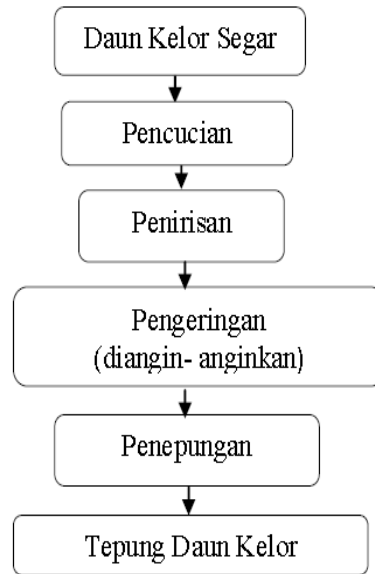 Daun Kelor Segar
Pencucian
Penirisan
Pengeringan
(diangin- anginkan)
Penepungan
Tepung Daun Kelor